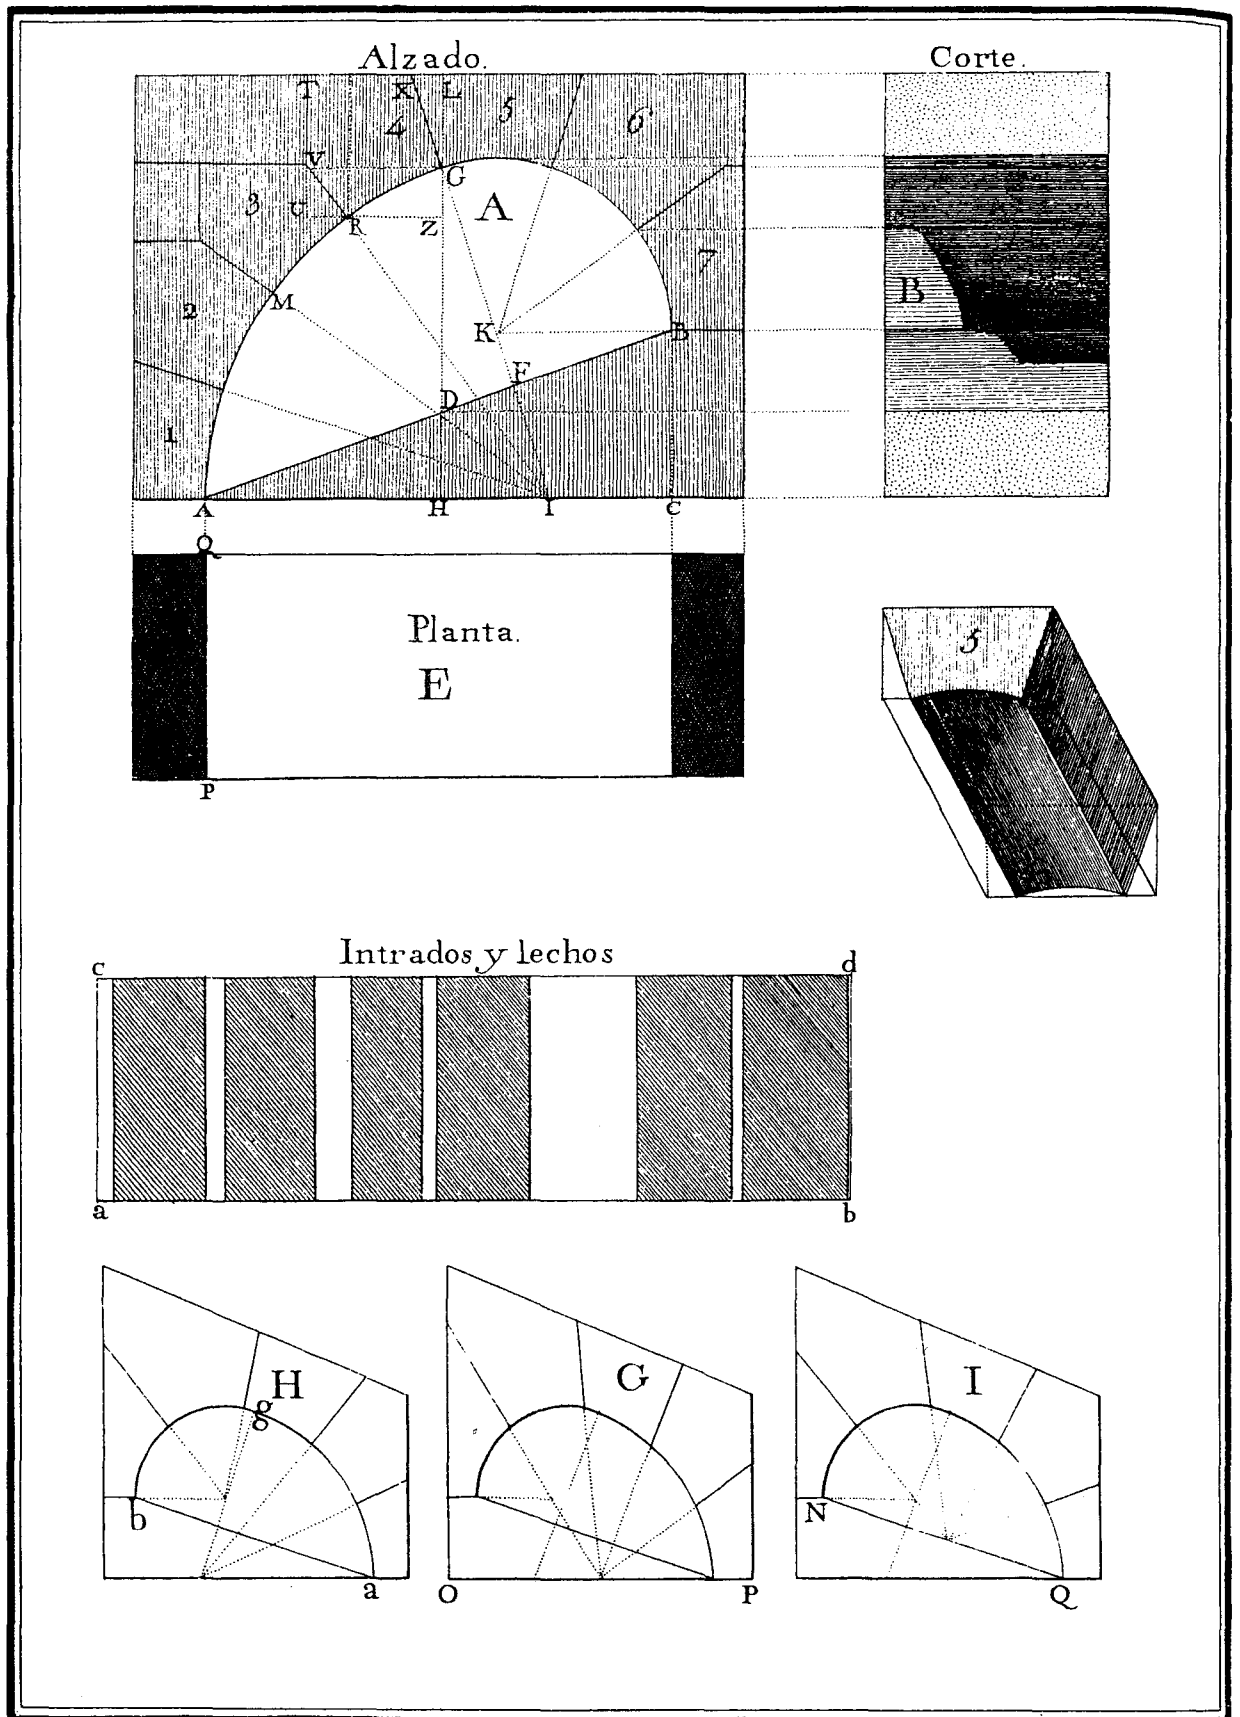 Alzado. Corte.
T X L 5 6
4
V
G
3 A
U R Z
7
M
2 B
K B
F
D
1
A H I C
Q
Planta.
E
5
P
Intrados y lechos
c d
a b
H G I
g
b N
a O P Q